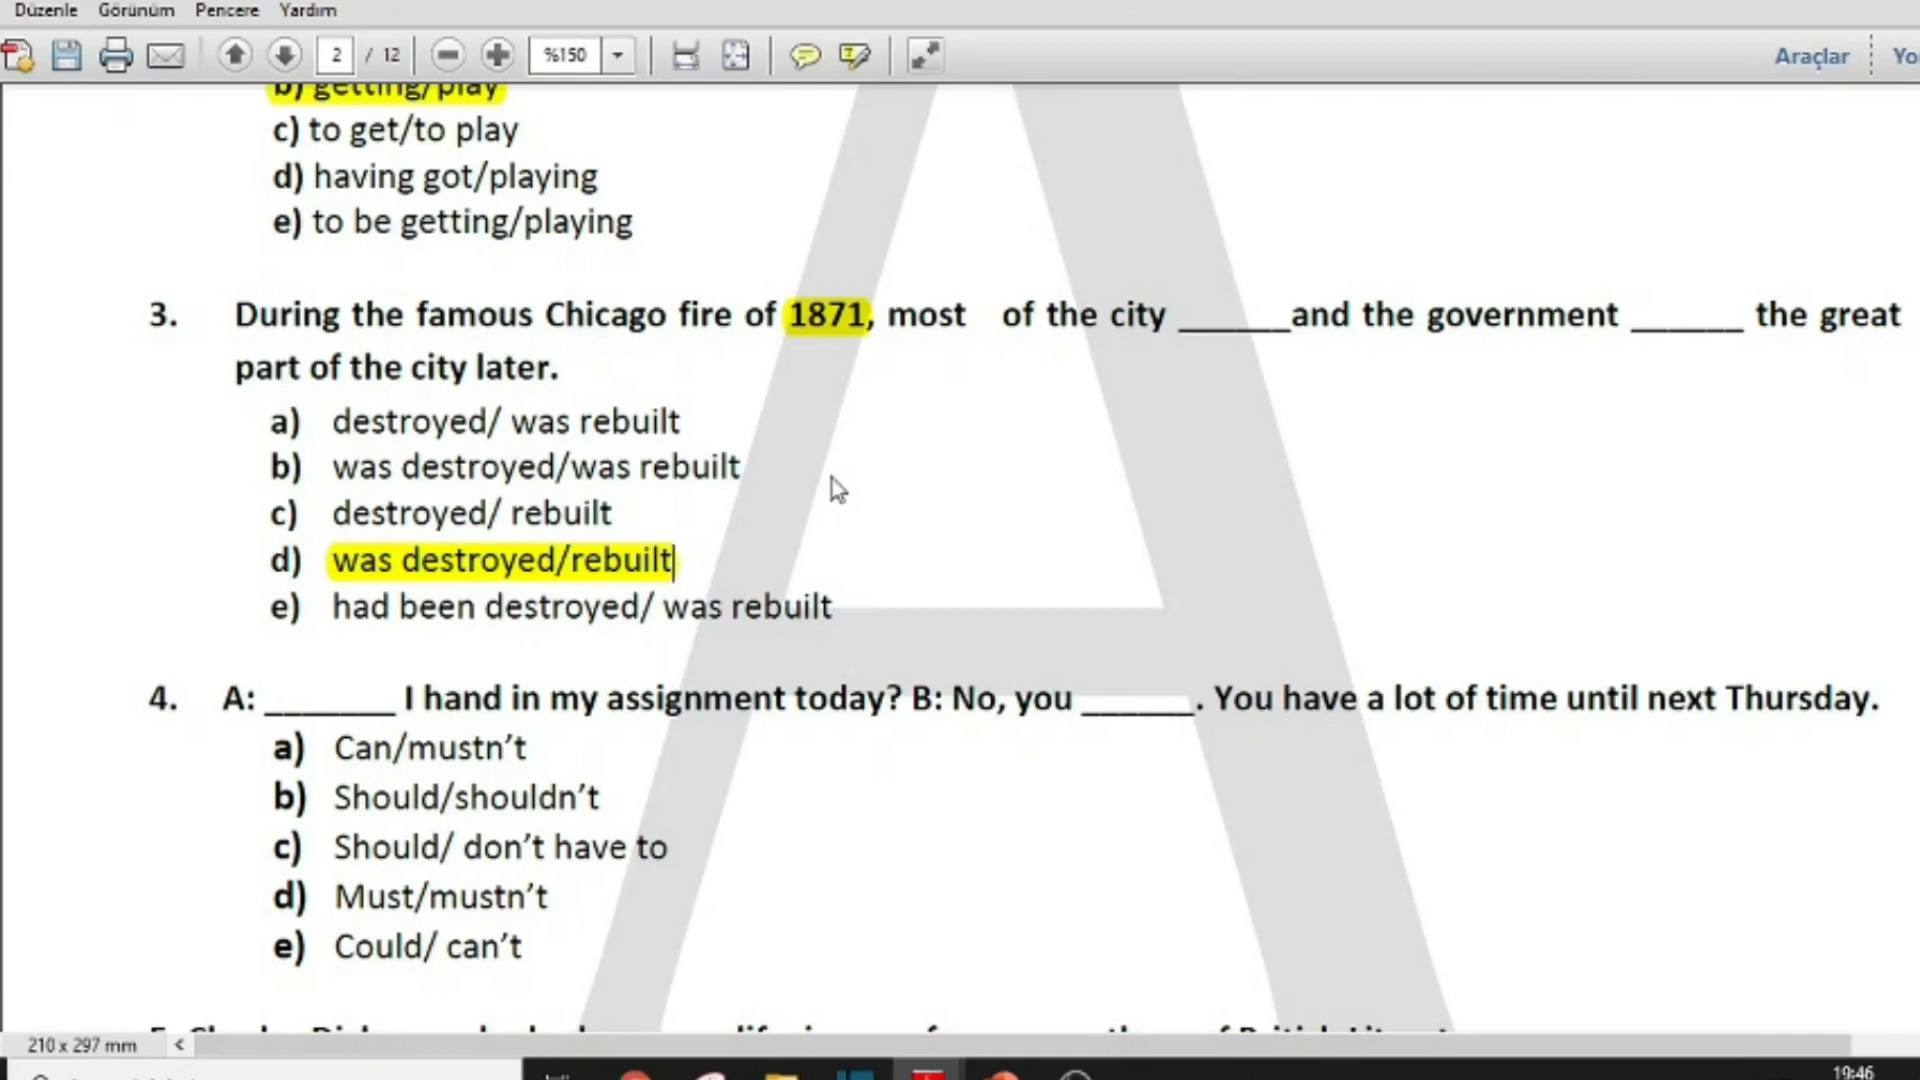 Düzenle Görünüm Pencere Yardım
2 / 12 %150 Araçlar Yo
b) getting/play
c) to get/to play
d) having got/playing
e) to be getting/playing
3. During the famous Chicago fire of 1871, most of the city ______and the government ______ the great
part of the city later.
a) destroyed/ was rebuilt
b) was destroyed/was rebuilt
c) destroyed/ rebuilt
d) was destroyed/rebuilt
e) had been destroyed/ was rebuilt
4. A: _______ I hand in my assignment today? B: No, you ______. You have a lot of time until next Thursday.
a) Can/mustn’t
b) Should/shouldn’t
c) Should/ don’t have to
d) Must/mustn’t
e) Could/ can’t
210 x 297 mm <
19:46